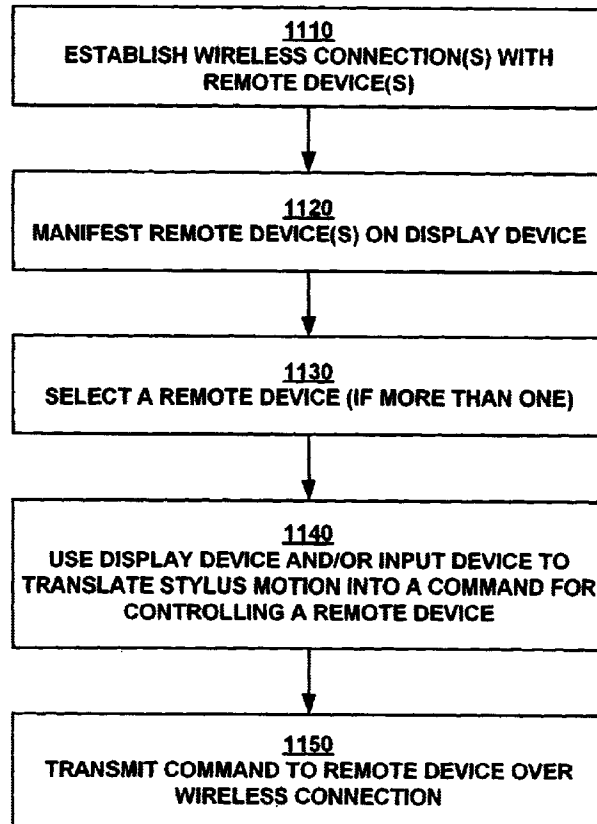 1110
ESTABLISH WIRELESS CONNECTION(S) WITH
REMOTE DEVICE(S)
1120
MANIFEST REMOTE DEVICE(S) ON DISPLAY DEVICE
1130
SELECT A REMOTE DEVICE (IF MORE THAN ONE)
1140
USE DISPLAY DEVICE AND/OR INPUT DEVICE TO
TRANSLATE STYLUS MOTION INTO A COMMAND FOR
CONTROLLING A REMOTE DEVICE
1150
TRANSMIT COMMAND TO REMOTE DEVICE OVER
WIRELESS CONNECTION